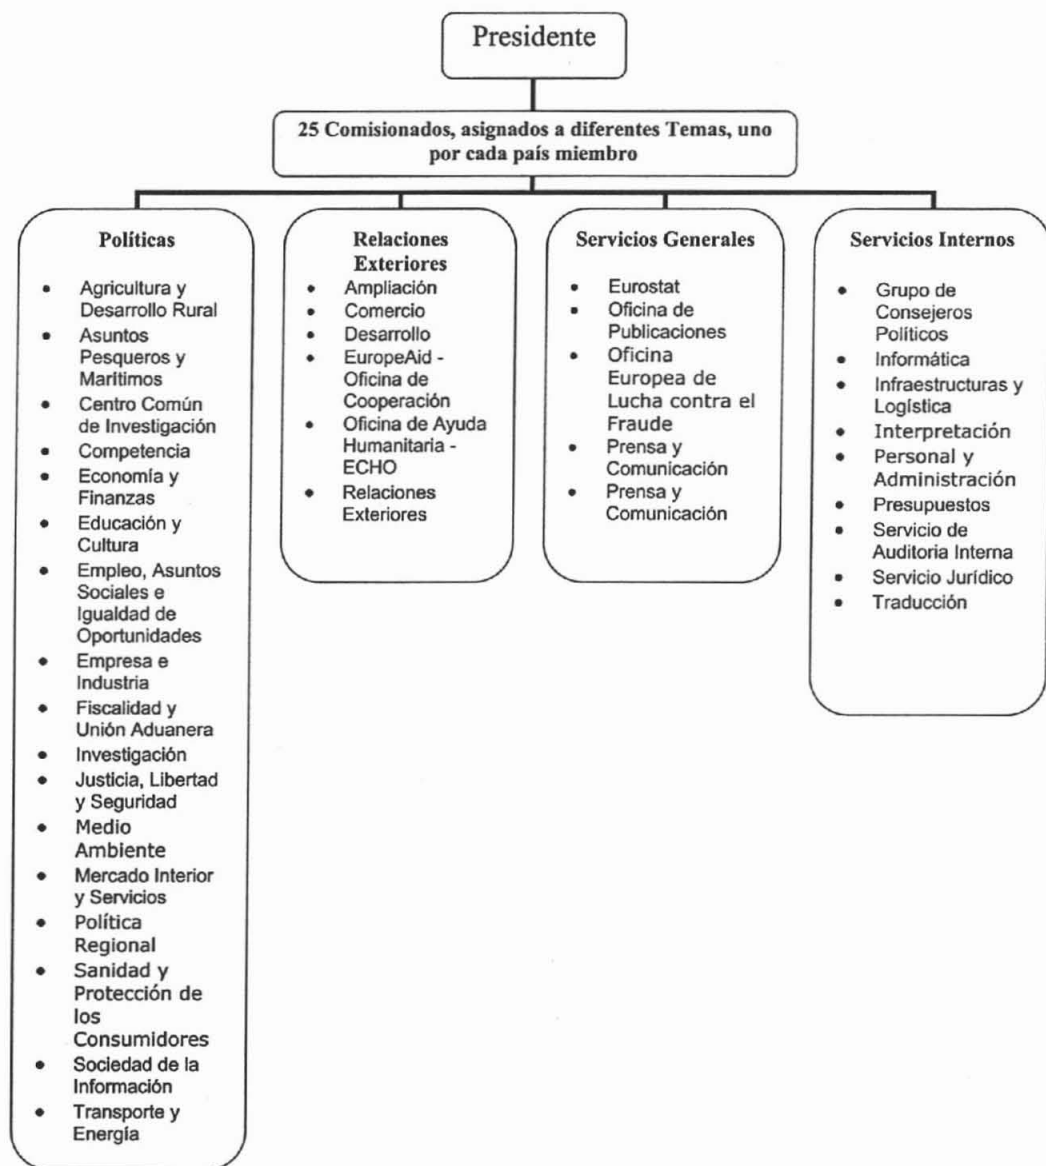 Presidente
25 Comisionados, asignados a diferentes Temas, uno
por cada país miembro
Políticas
• Agricultura y
Desarrollo Rural
• Asuntos
Pesqueros y
Marítimos
• Centro Común
de Investigación
• Competencia
• Economía y
Finanzas
• Educación y
Cultura
• Empleo, Asuntos
Sociales e
Igualdad de
Oportunidades
• Empresa e
Industria
• Fiscalidad y
Unión Aduanera
• Investigación
• Justicia, Libertad
y Seguridad
• Medio
Ambiente
• Mercado Interior
y Servicios
• Política
Regional
• Sanidad y
Protección de
los
Consumidores
• Sociedad de la
Información
• Transporte y
Energía
Relaciones
Exteriores
• Ampliación
• Comercio
• Desarrollo
• EuropeAid -
Oficina de
Cooperación
• Oficina de Ayuda
Humanitaria -
ECHO
• Relaciones
Exteriores
Servicios Generales
• Eurostat
• Oficina de
Publicaciones
• Oficina
Europea de
Lucha contra el
Fraude
• Prensa y
Comunicación
• Prensa y
Comunicación
Servicios Internos
• Grupo de
Consejeros
Políticos
• Informática
• Infraestructuras y
Logística
• Interpretación
• Personal y
Administración
• Presupuestos
• Servicio de
Auditoria Interna
• Servicio Jurídico
• Traducción